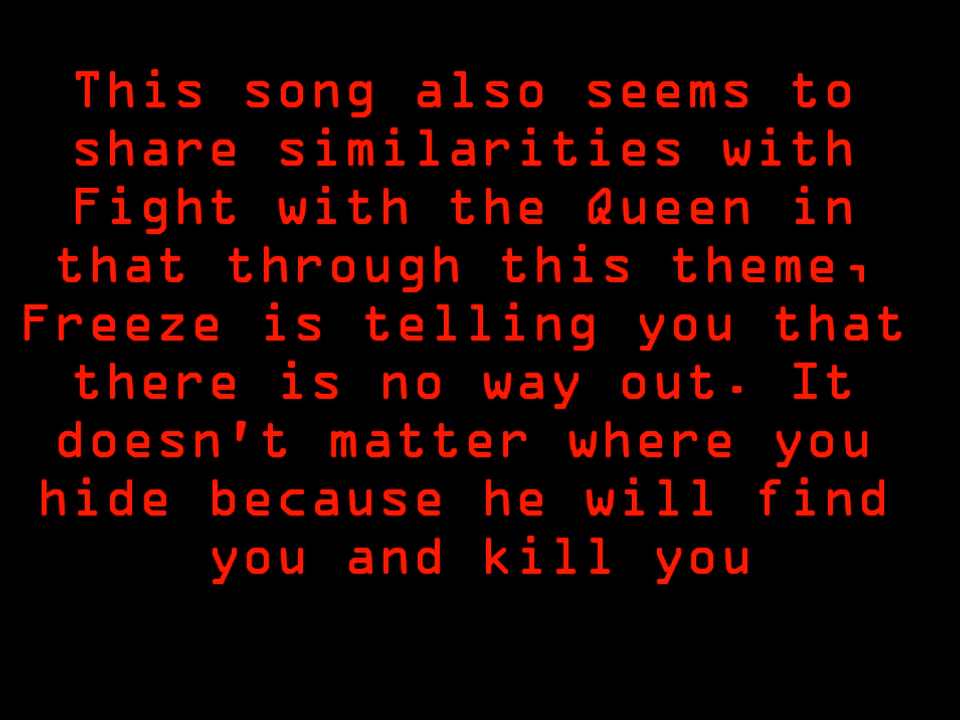 This song also seems to
share similarities with
Fight with the Queen in
that through this theme,
Freeze is telling you that
there is no way out. It
doesn't matter where you
hide because he will find
you and kill you